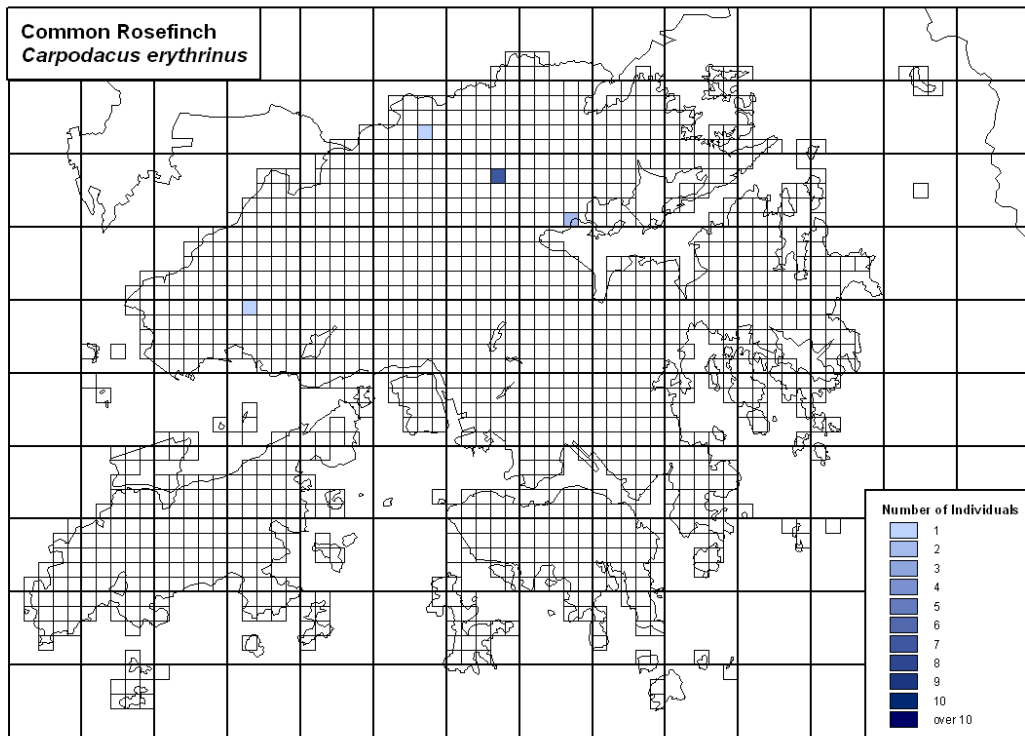 Common Rosefinch
Carpodacus erythrinus
Number of Individuals
1
2
3
4
5
6
7
8
9
10
over 10